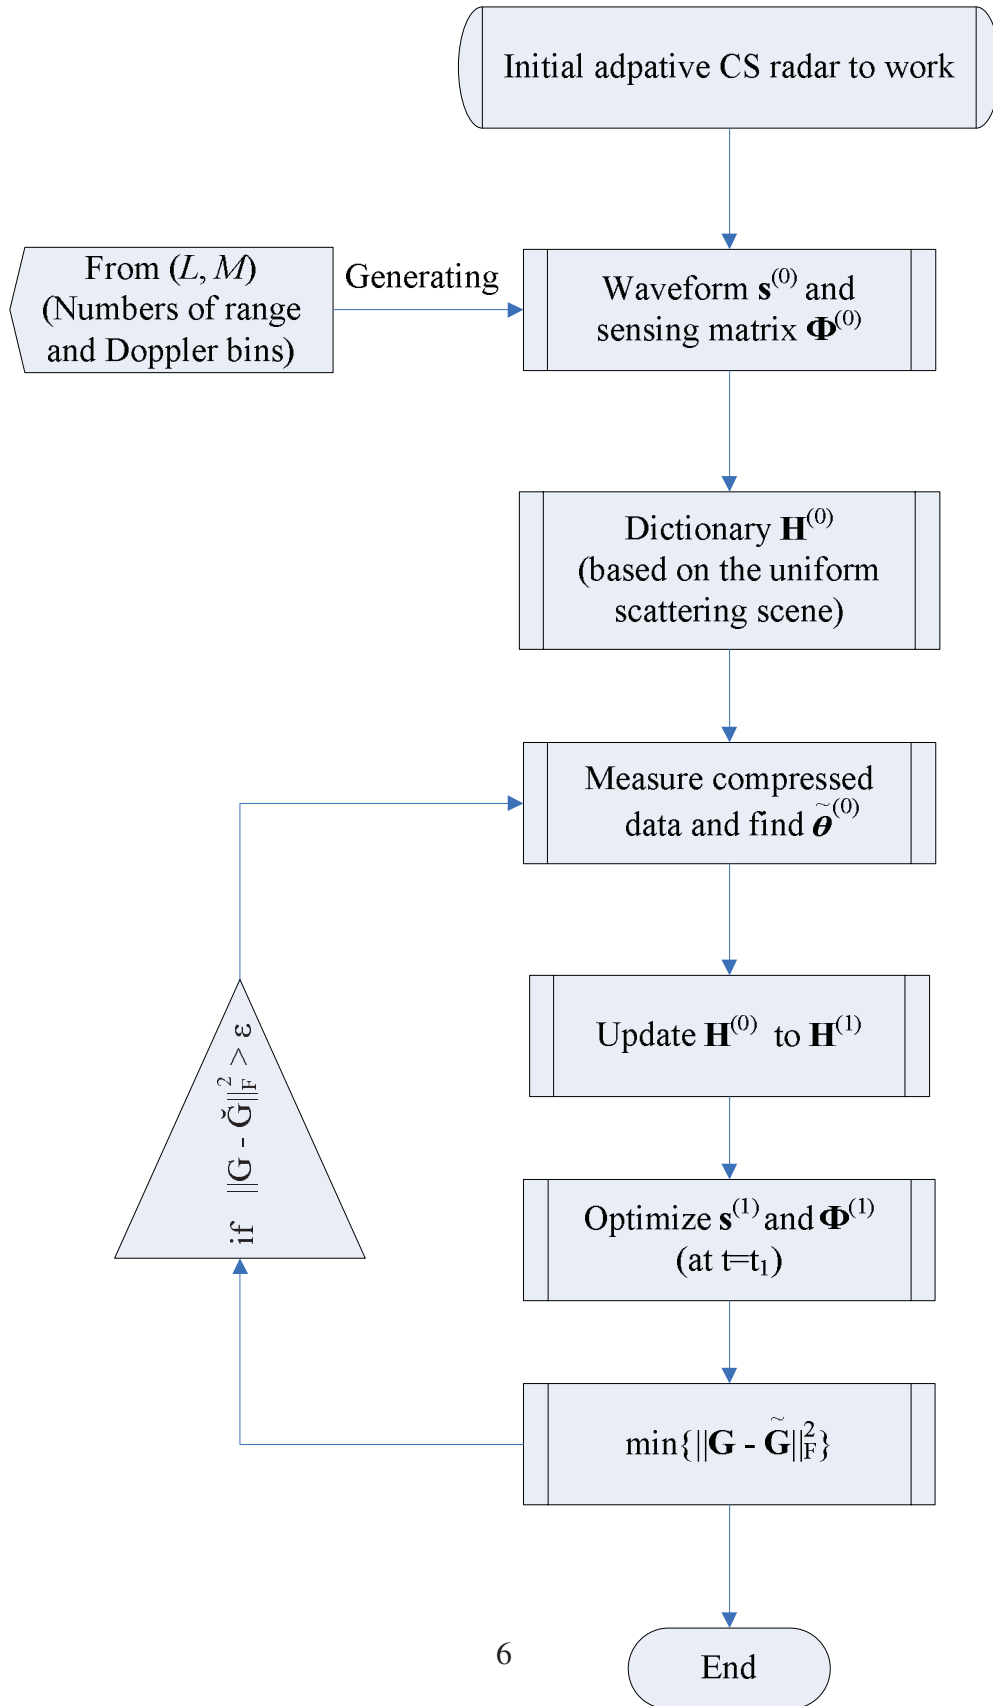 Initial adpative CS radar to work
From (L, M)
(Numbers of range
and Doppler bins)
Generating
Waveform s⁽⁰⁾ and
sensing matrix Φ⁽⁰⁾
Dictionary H⁽⁰⁾
(based on the uniform
scattering scene)
Measure compressed
data and find θ̃⁽⁰⁾
Update H⁽⁰⁾ to H⁽¹⁾
if ||G - G̃||²_F > ε
Optimize s⁽¹⁾ and Φ⁽¹⁾
(at t=t₁)
min{||G - G̃||²_F}
6
End